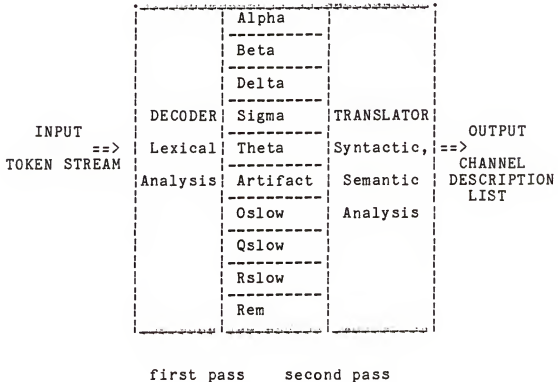 Alpha
Beta
Delta
DECODER Sigma TRANSLATOR
INPUT OUTPUT
==> Lexical Theta Syntactic, ==>
TOKEN STREAM CHANNEL
Analysis Artifact Semantic DESCRIPTION
LIST
Oslow Analysis
Qslow
Rslow
Rem
first pass second pass